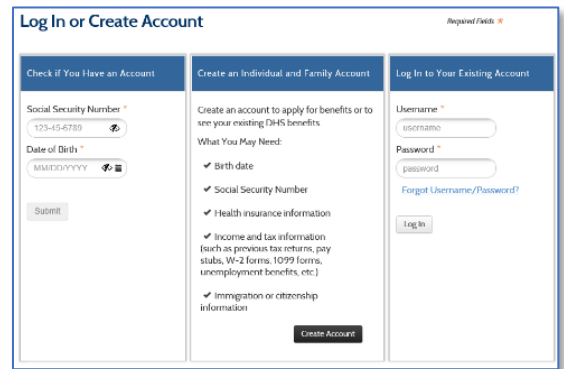 Log In or Create Account
Required Fields *
Check if You Have an Account
Social Security Number *
123-45-6789
Date of Birth *
MM/DD/YYYY
Submit
Create an Individual and Family Account
Create an account to apply for benefits or to
see your existing DHS benefits
What You May Need:
✔ Birth date
✔ Social Security Number
✔ Health insurance information
✔ Income and tax information
(such as previous tax returns, pay
stubs, W-2 forms, 1099 forms,
unemployment benefits, etc.)
✔ Immigration or citizenship
information
Create Account
Log In to Your Existing Account
Username *
username
Password *
password
Forgot Username/Password?
Log In